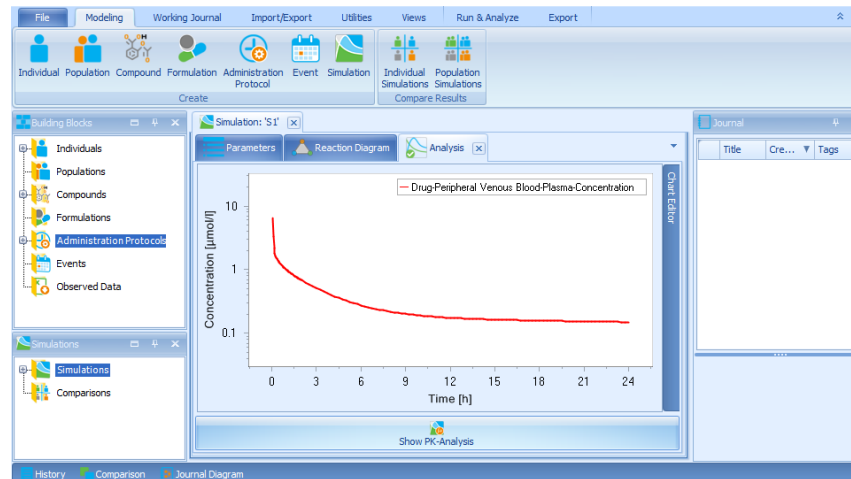 File Modeling Working Journal Import/Export Utilities Views Run & Analyze Export
Individual Population Compound Formulation Administration Protocol Event Simulation Individual Simulations Population Simulations
Create Compare Results
Building Blocks
Individuals
Populations
Compounds
Formulations
Administration Protocols
Events
Observed Data
Simulations
Simulations
Comparisons
Simulation: 'S1'
Parameters Reaction Diagram Analysis
Drug-Peripheral Venous Blood-Plasma-Concentration
Concentration [µmol/l]
10
1
0.1
0 3 6 9 12 15 18 21 24
Time [h]
Chart Editor
Show PK-Analysis
Journal
Title Cre... Tags
History Comparison Journal Diagram